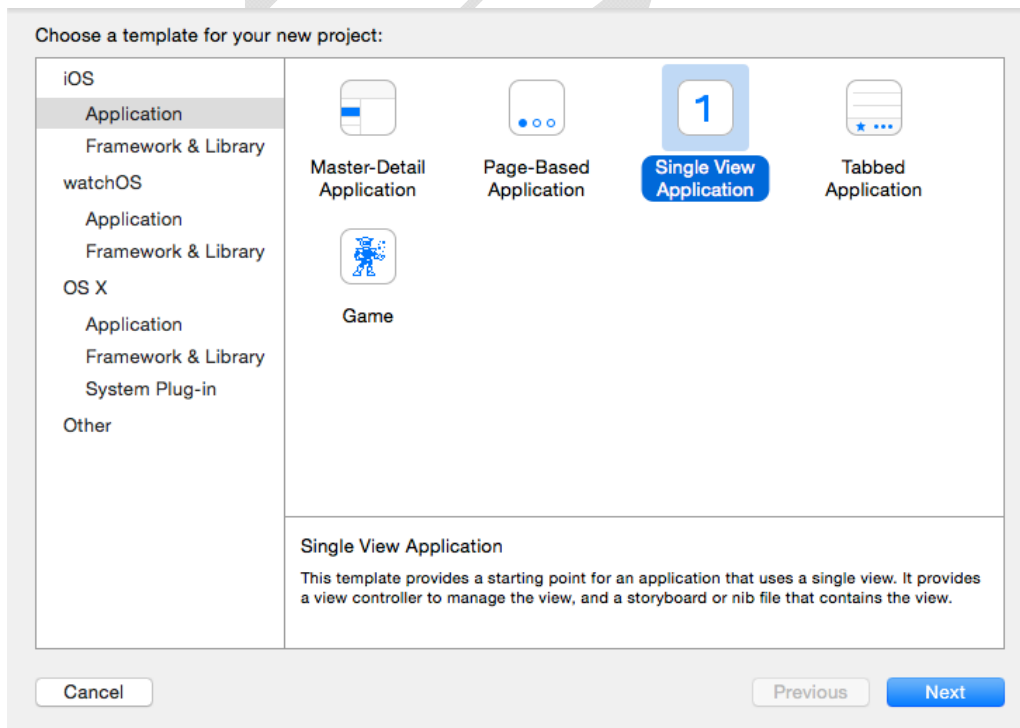 Choose a template for your new project:
iOS
Application
Framework & Library
watchOS
Application
Framework & Library
OS X
Application
Framework & Library
System Plug-in
Other
1
Master-Detail
Application
Page-Based
Application
Single View
Application
Tabbed
Application
Game
Single View Application
This template provides a starting point for an application that uses a single view. It provides
a view controller to manage the view, and a storyboard or nib file that contains the view.
Cancel
Previous
Next